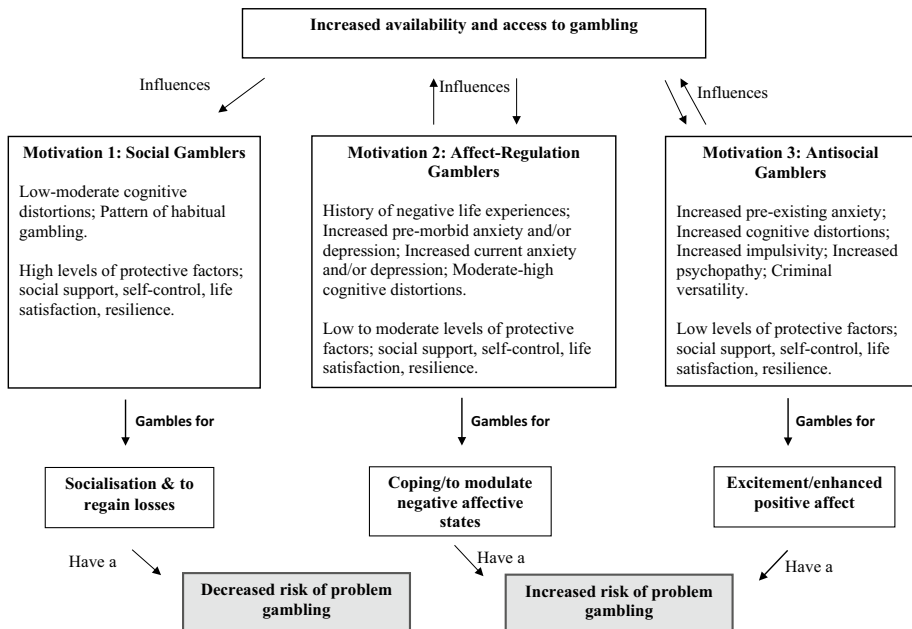 Increased availability and access to gambling
Influences
Influences
Influences
Motivation 1: Social Gamblers
Low-moderate cognitive
distortions; Pattern of habitual
gambling.
High levels of protective factors;
social support, self-control, life
satisfaction, resilience.
Motivation 2: Affect-Regulation
Gamblers
History of negative life experiences;
Increased pre-morbid anxiety and/or
depression; Increased current anxiety
and/or depression; Moderate-high
cognitive distortions.
Low to moderate levels of protective
factors; social support, self-control, life
satisfaction, resilience.
Motivation 3: Antisocial
Gamblers
Increased pre-existing anxiety;
Increased cognitive distortions;
Increased impulsivity; Increased
psychopathy; Criminal
versatility.
Low levels of protective factors;
social support, self-control, life
satisfaction, resilience.
Gambles for
Gambles for
Gambles for
Socialisation & to
regain losses
Coping/to modulate
negative affective
states
Excitement/enhanced
positive affect
Have a
Have a
Have a
Decreased risk of problem
gambling
Increased risk of problem
gambling